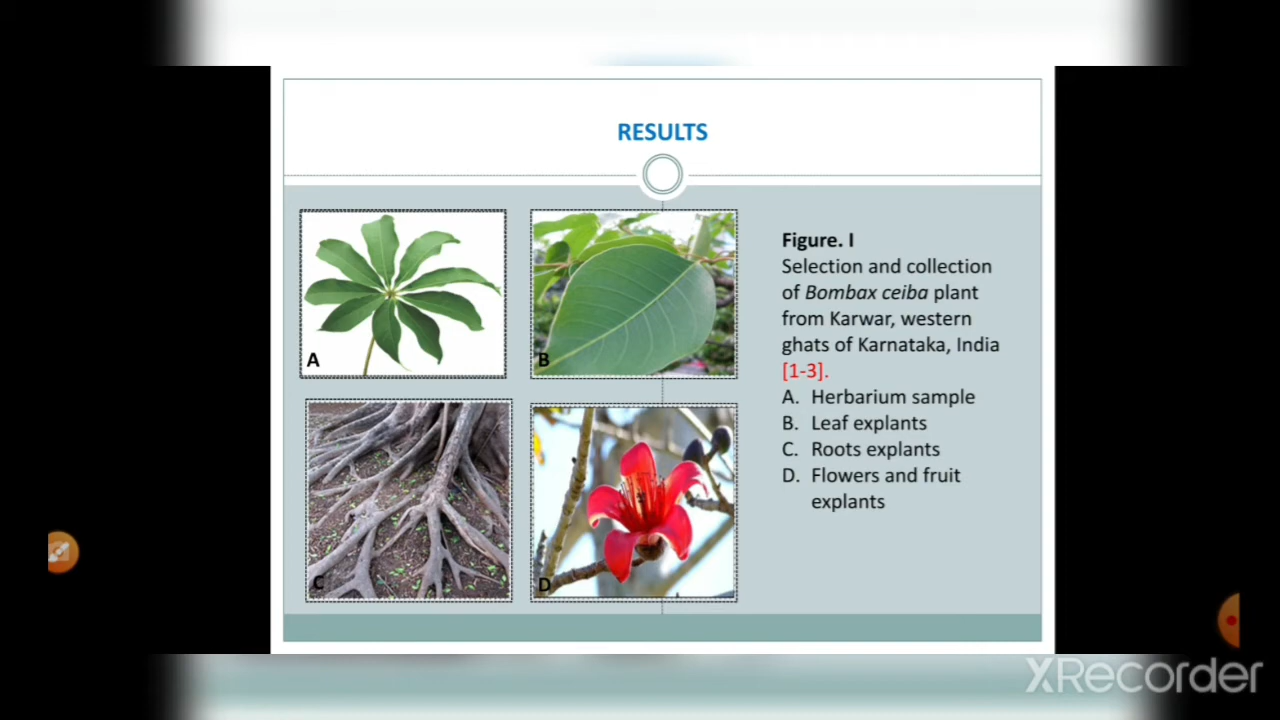 RESULTS
A
B
C
D
Figure. I
Selection and collection
of Bombax ceiba plant
from Karwar, western
ghats of Karnataka, India
[1-3].
A. Herbarium sample
B. Leaf explants
C. Roots explants
D. Flowers and fruit
explants
XRecorder